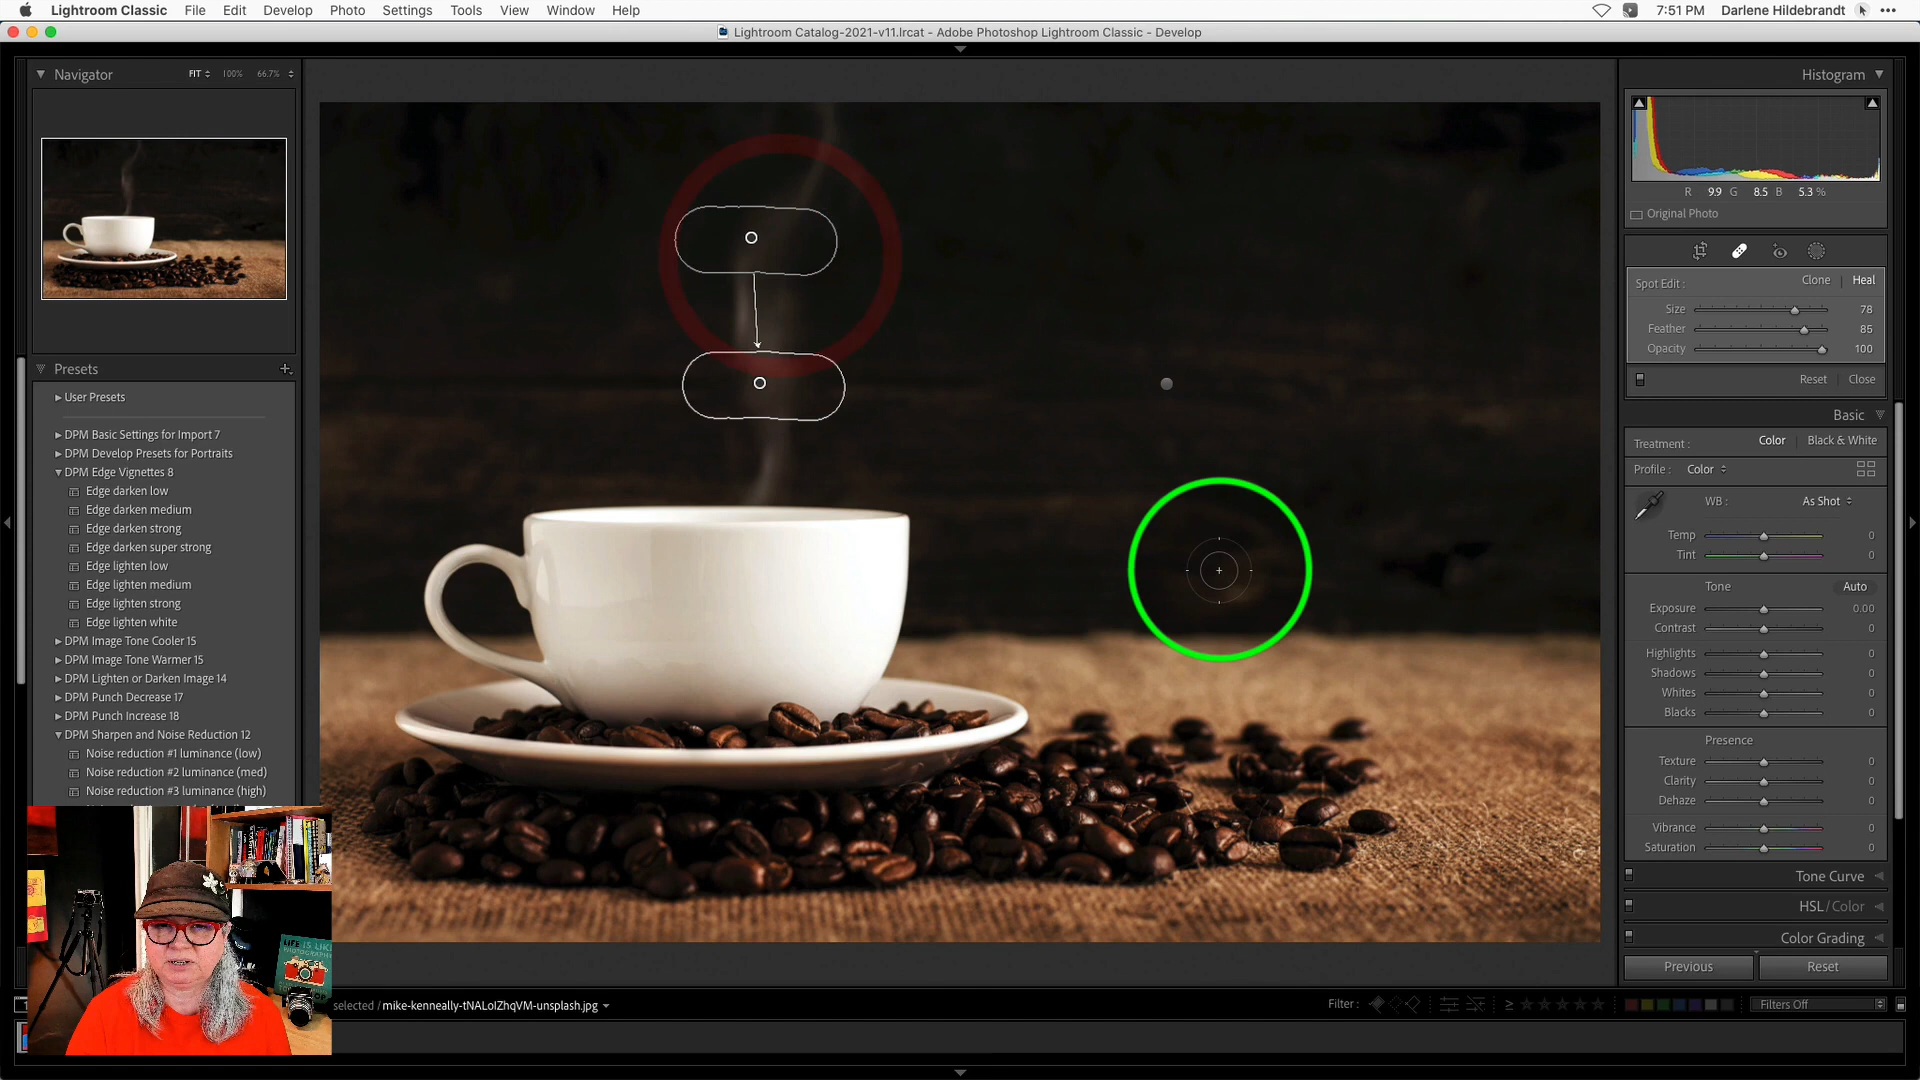 Lightroom Classic File Edit Develop Photo Settings Tools View Window Help 7:51 PM Darlene Hildebrandt
Lightroom Catalog-2021-v11.lrcat - Adobe Photoshop Lightroom Classic - Develop
Navigator FIT 100% 66.7%
Presets
User Presets
DPM Basic Settings for Import 7
DPM Develop Presets for Portraits
DPM Edge Vignettes 8
Edge darken low
Edge darken medium
Edge darken strong
Edge darken super strong
Edge lighten low
Edge lighten medium
Edge lighten strong
Edge lighten white
DPM Image Tone Cooler 15
DPM Image Tone Warmer 15
DPM Lighten or Darken Image 14
DPM Punch Decrease 17
DPM Punch Increase 18
DPM Sharpen and Noise Reduction 12
Noise reduction #1 luminance (low)
Noise reduction #2 luminance (med)
Noise reduction #3 luminance (high)
LIFE IS LIKE
PHOTOGRAPHY
Histogram
R 9.9 G 8.5 B 5.3 %
Original Photo
Spot Edit : Clone Heal
Size 78
Feather 85
Opacity 100
Reset Close
Basic
Treatment : Color Black & White
Profile : Color
WB : As Shot
Temp 0
Tint 0
Tone Auto
Exposure 0.00
Contrast 0
Highlights 0
Shadows 0
Whites 0
Blacks 0
Presence
Texture 0
Clarity 0
Dehaze 0
Vibrance 0
Saturation 0
Tone Curve
HSL / Color
Color Grading
Previous Reset
selected / mike-kenneally-tNALoIZhqVM-unsplash.jpg
Filter : Filters Off